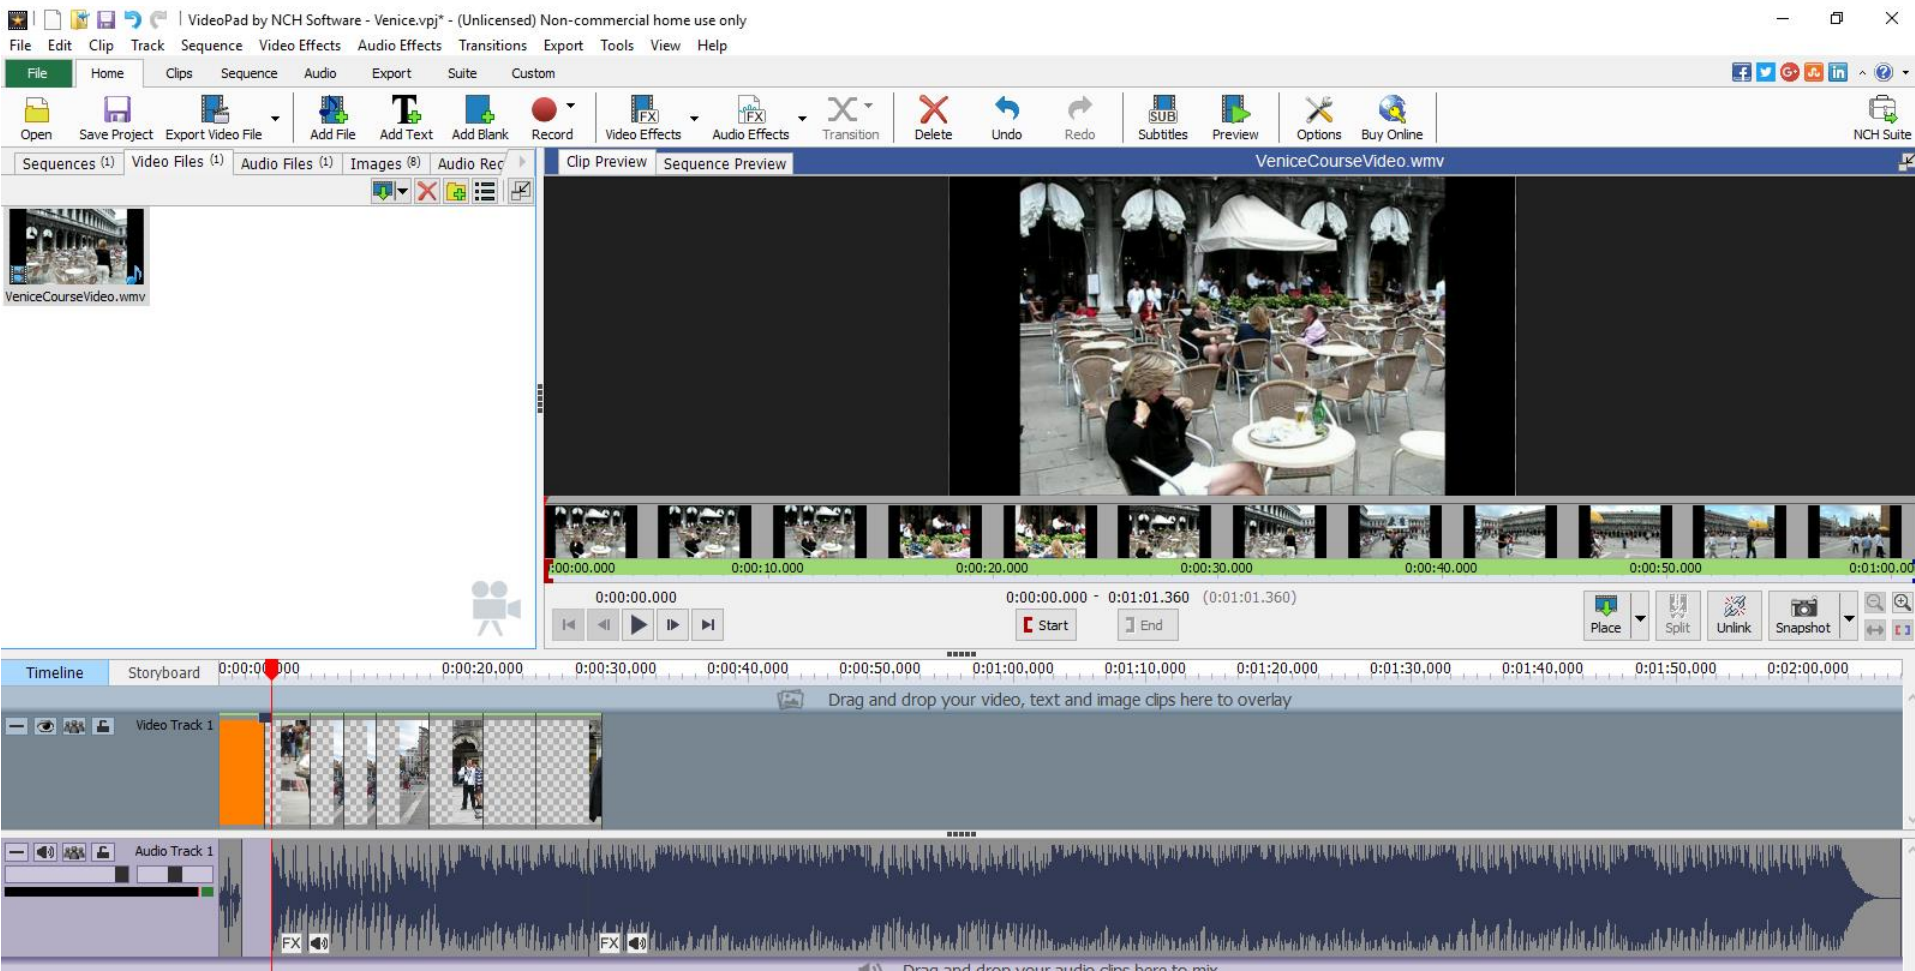 VideoPad by NCH Software - Venice.vpj* - (Unlicensed) Non-commercial home use only
File Edit Clip Track Sequence Video Effects Audio Effects Transitions Export Tools View Help
File Home Clips Sequence Audio Export Suite Custom
Open Save Project Export Video File Add File Add Text Add Blank Record Video Effects Audio Effects Transition Delete Undo Redo Subtitles Preview Options Buy Online NCH Suite
Sequences (1) Video Files (1) Audio Files (1) Images (8) Audio Rec
Clip Preview Sequence Preview VeniceCourseVideo.wmv
VeniceCourseVideo.wmv
:00:00.000 0:00:10.000 0:00:20.000 0:00:30.000 0:00:40.000 0:00:50.000 0:01:00.00
0:00:00.000 0:00:00.000 - 0:01:01.360 (0:01:01.360)
Start End Place Split Unlink Snapshot
Timeline Storyboard 0:00:00 000 0:00:20.000 0:00:30.000 0:00:40.000 0:00:50.000 0:01:00.000 0:01:10.000 0:01:20.000 0:01:30.000 0:01:40.000 0:01:50.000 0:02:00.000
Drag and drop your video, text and image clips here to overlay
Video Track 1
Audio Track 1
FX FX
Drag and drop your audio clips here to mix